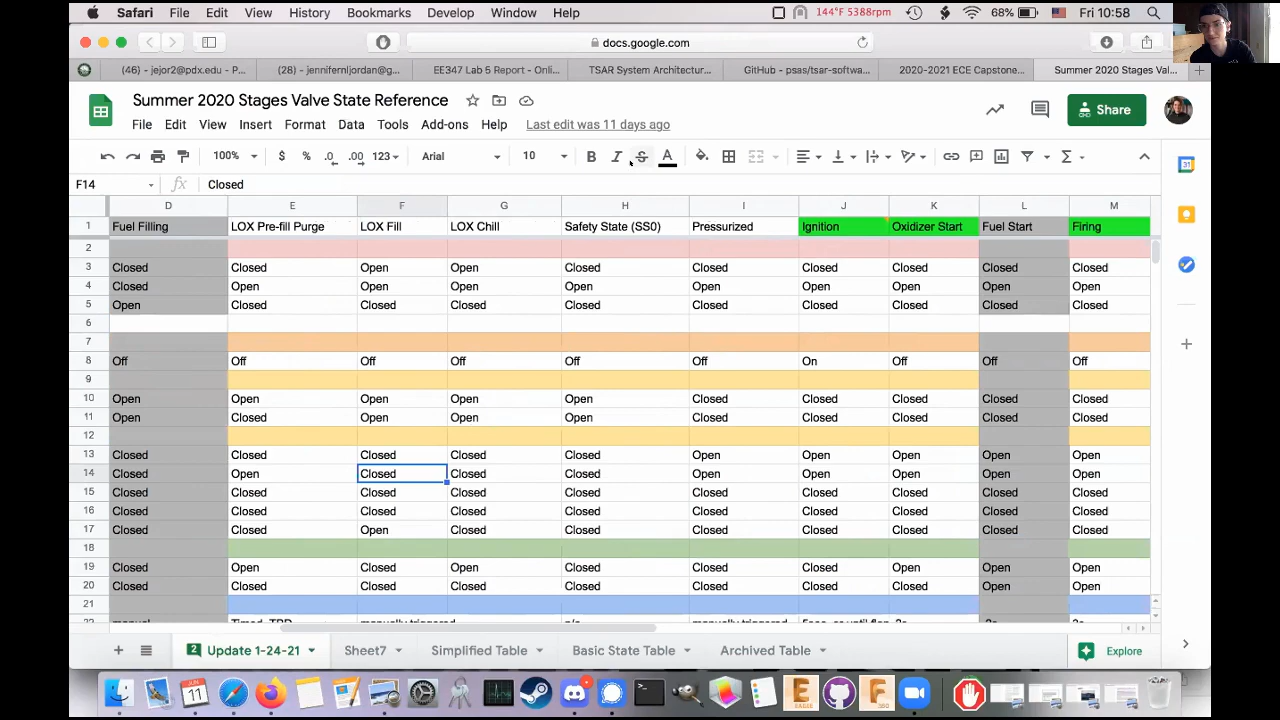 Safari File Edit View History Bookmarks Develop Window Help 144°F 5388rpm 68% Fri 10:58
docs.google.com
(46) - jejor2@pdx.edu - P... (28) - jennifernljordan@g... EE347 Lab 5 Report - Onli... TSAR System Architectur... GitHub - psas/tsar-softwa... 2020-2021 ECE Capstone... Summer 2020 Stages Val...
Summer 2020 Stages Valve State Reference
Share
File Edit View Insert Format Data Tools Add-ons Help Last edit was 11 days ago
100% $ % .0 .00 123 Arial 10 B I S A
F14 fx Closed
D E F G H I J K L M
1 Fuel Filling LOX Pre-fill Purge LOX Fill LOX Chill Safety State (SS0) Pressurized Ignition Oxidizer Start Fuel Start Firing
2
3 Closed Closed Open Open Closed Closed Closed Closed Closed Closed
4 Closed Open Open Open Open Open Open Open Closed Open
5 Open Closed Closed Closed Closed Closed Closed Closed Closed Closed
6
7
8 Off Off Off Off Off Off On Off Off Off
9
10 Open Open Open Open Open Closed Closed Closed Closed Closed
11 Open Closed Open Open Open Closed Closed Closed Closed Closed
12
13 Closed Closed Closed Closed Closed Open Open Open Open Open
14 Closed Open Closed Closed Closed Open Open Open Open Open
15 Closed Closed Closed Closed Closed Closed Closed Closed Closed Closed
16 Closed Closed Closed Closed Closed Closed Closed Closed Closed Closed
17 Closed Closed Open Closed Closed Closed Closed Closed Closed Closed
18
19 Closed Open Closed Open Closed Closed Closed Open Open Open
20 Closed Closed Closed Closed Closed Closed Closed Closed Open Open
21
2 Update 1-24-21 Sheet7 Simplified Table Basic State Table Archived Table Explore
JUN
11